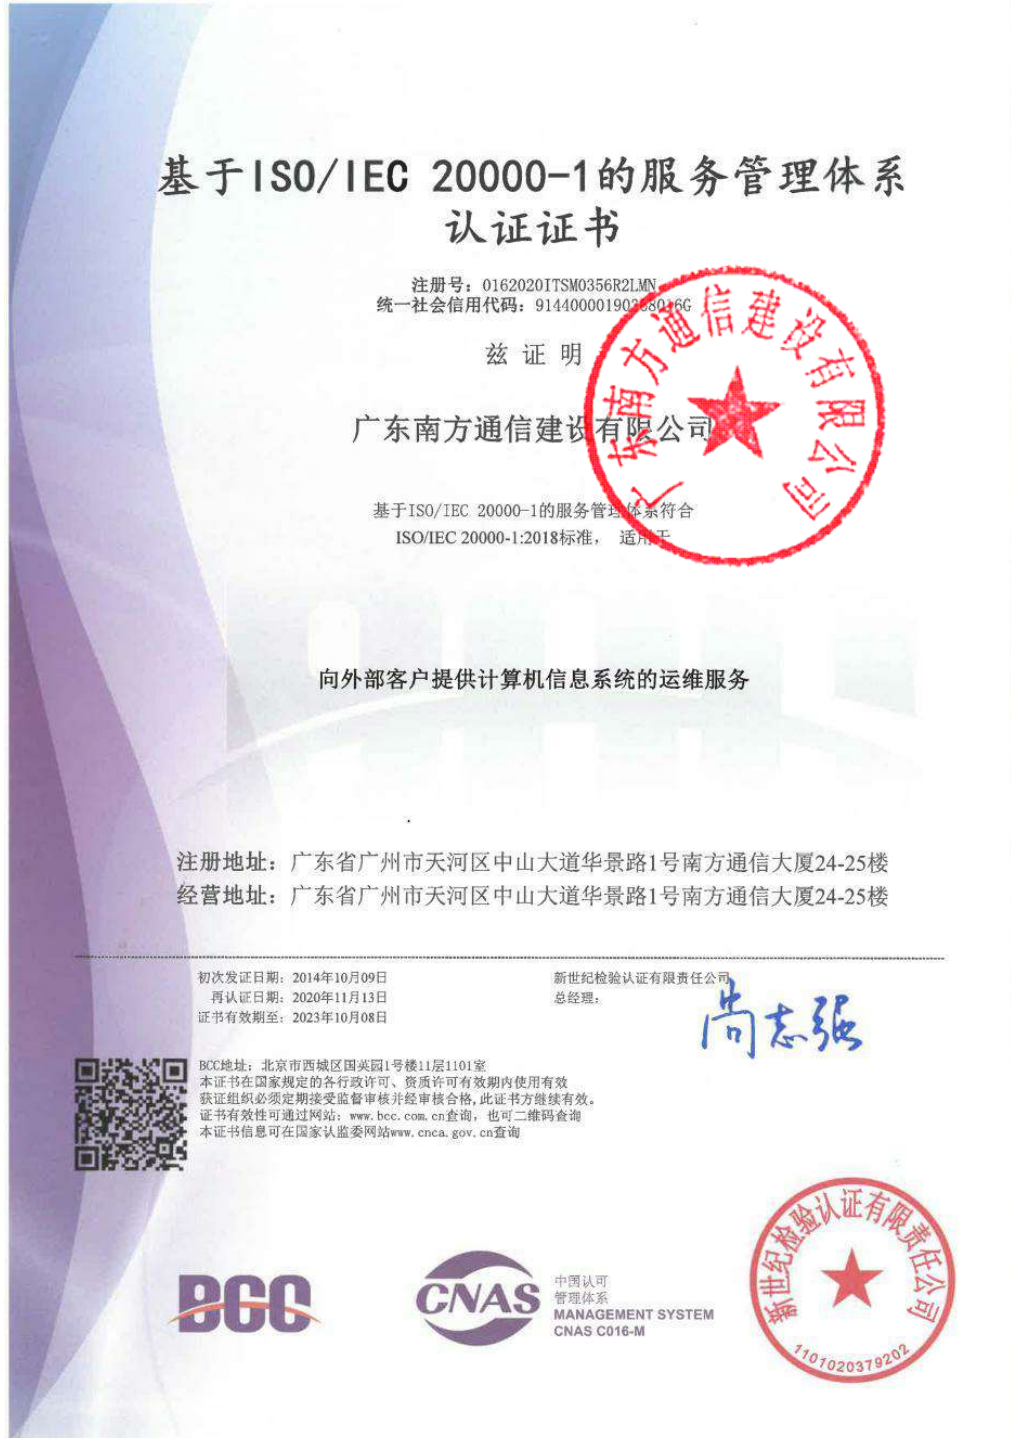 基于ISO/IEC 20000-1的服务管理体系
认证证书
注册号：0162020ITSM0356R2LMN
统一社会信用代码：
兹证明
广东南方通信建设有限公司
基于ISO/IEC 20000-1的服务管理体系符合
ISO/IEC 20000-1:2018标准， 适用于
广东南方通信建设有限公司
向外部客户提供计算机信息系统的运维服务
注册地址：广东省广州市天河区中山大道华景路1号南方通信大厦24-25楼
经营地址：广东省广州市天河区中山大道华景路1号南方通信大厦24-25楼
初次发证日期：2014年10月09日
再认证日期：2020年11月13日
证书有效期至：2023年10月08日
新世纪检验认证有限责任公司
总经理：
尚志强
BCC地址：北京市西城区国英园1号楼11层1101室
本证书在国家规定的各行政许可、资质许可有效期内使用有效
获证组织必须定期接受监督审核并经审核合格,此证书方继续有效。
证书有效性可通过网站：www.bcc.com.cn查询，也可二维码查询
本证书信息可在国家认监委网站www.cnca.gov.cn查询
BCC
CNAS
中国认可
管理体系
MANAGEMENT SYSTEM
CNAS C016-M
新世纪检验认证有限责任公司
1101020379202